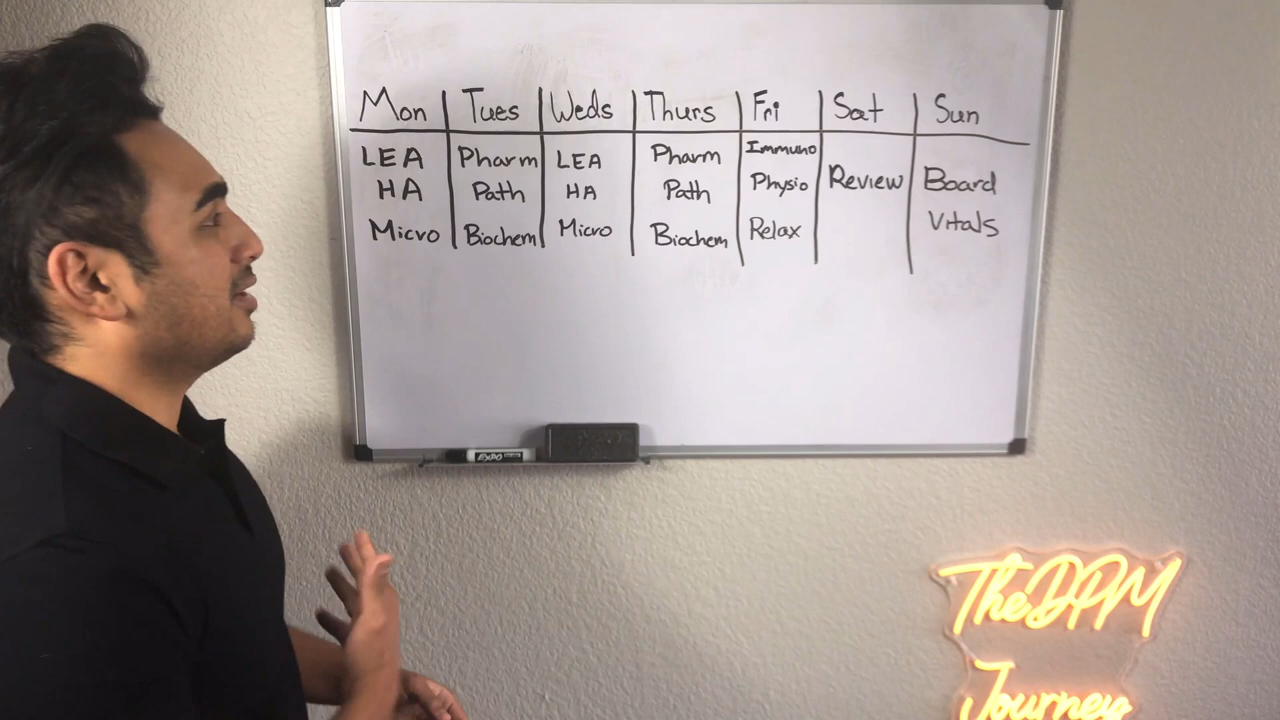 Mon Tues Weds Thurs Fri Sat Sun
LEA Pharm LEA Pharm Immuno
HA Path HA Path Physio Review Board
Micro Biochem Micro Biochem Relax Vitals
EXPO
TheDPM
Journey